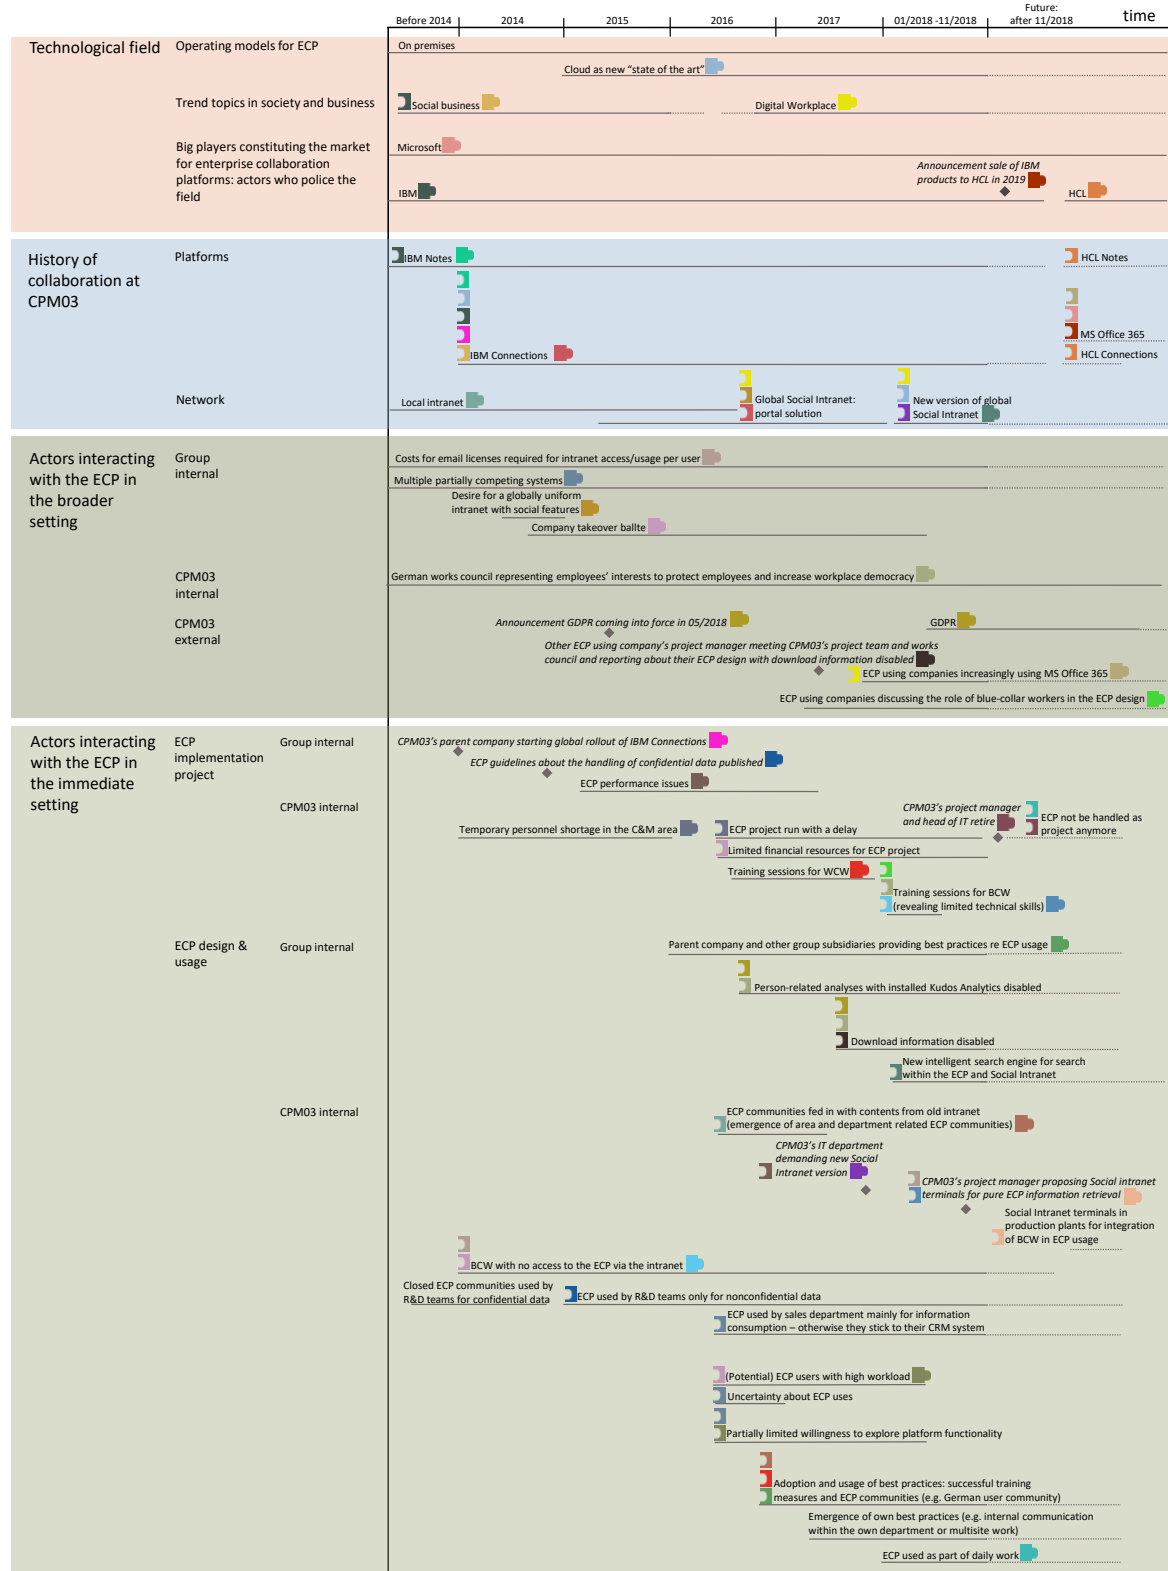 Before 2014
2014
2015
2016
2017
01/2018 -11/2018
Future:
after 11/2018
time
Technological field
Operating models for ECP
On premises
Cloud as new “state of the art”
Trend topics in society and business
Social business
Digital Workplace
Big players constituting the market
for enterprise collaboration
platforms: actors who police the
field
Microsoft
Announcement sale of IBM
products to HCL in 2019
IBM
HCL
History of
collaboration at
CPM03
Platforms
IBM Notes
HCL Notes
MS Office 365
IBM Connections
HCL Connections
Network
Local intranet
Global Social Intranet:
portal solution
New version of global
Social Intranet
Actors interacting
with the ECP in
the broader
setting
Group
internal
Costs for email licenses required for intranet access/usage per user
Multiple partially competing systems
Desire for a globally uniform
intranet with social features
Company takeover ballte
CPM03
internal
German works council representing employees’ interests to protect employees and increase workplace democracy
CPM03
external
Announcement GDPR coming into force in 05/2018
GDPR
Other ECP using company’s project manager meeting CPM03’s project team and works
council and reporting about their ECP design with download information disabled
ECP using companies increasingly using MS Office 365
ECP using companies discussing the role of blue-collar workers in the ECP design
Actors interacting
with the ECP in
the immediate
setting
ECP
implementation
project
Group internal
CPM03’s parent company starting global rollout of IBM Connections
ECP guidelines about the handling of confidential data published
ECP performance issues
CPM03 internal
Temporary personnel shortage in the C&M area
ECP project run with a delay
CPM03’s project manager
and head of IT retire
ECP not be handled as
project anymore
Limited financial resources for ECP project
Training sessions for WCW
Training sessions for BCW
(revealing limited technical skills)
ECP design &
usage
Group internal
Parent company and other group subsidiaries providing best practices re ECP usage
Person-related analyses with installed Kudos Analytics disabled
Download information disabled
New intelligent search engine for search
within the ECP and Social Intranet
CPM03 internal
ECP communities fed in with contents from old intranet
(emergence of area and department related ECP communities)
CPM03’s IT department
demanding new Social
Intranet version
CPM03’s project manager proposing Social intranet
terminals for pure ECP information retrieval
Social Intranet terminals in
production plants for integration
of BCW in ECP usage
BCW with no access to the ECP via the intranet
Closed ECP communities used by
R&D teams for confidential data
ECP used by R&D teams only for nonconfidential data
ECP used by sales department mainly for information
consumption – otherwise they stick to their CRM system
(Potential) ECP users with high workload
Uncertainty about ECP uses
Partially limited willingness to explore platform functionality
Adoption and usage of best practices: successful training
measures and ECP communities (e.g. German user community)
Emergence of own best practices (e.g. internal communication
within the own department or multisite work)
ECP used as part of daily work